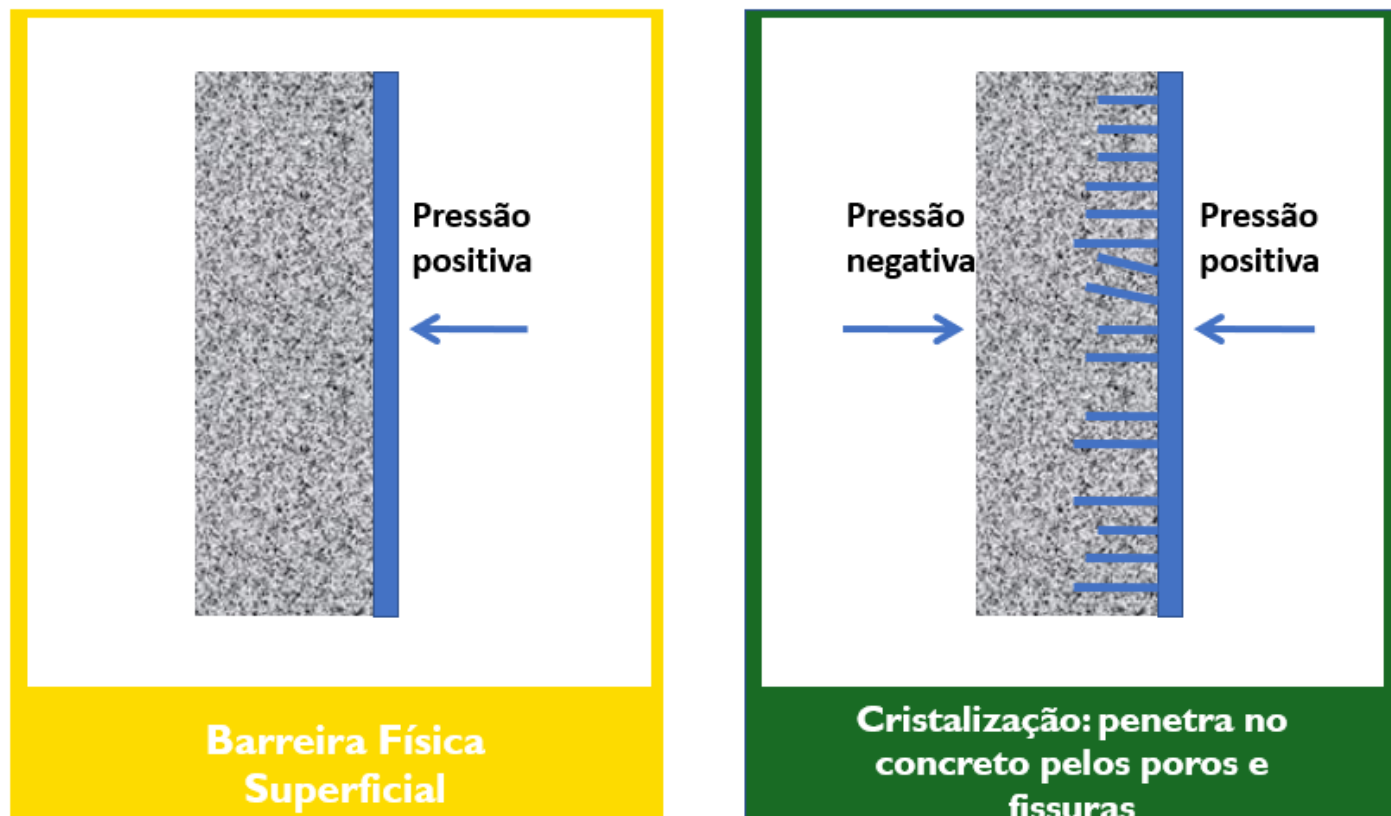 Pressão
positiva
Barreira Física
Superficial
Pressão
negativa
Pressão
positiva
Cristalização: penetra no
concreto pelos poros e
fissuras